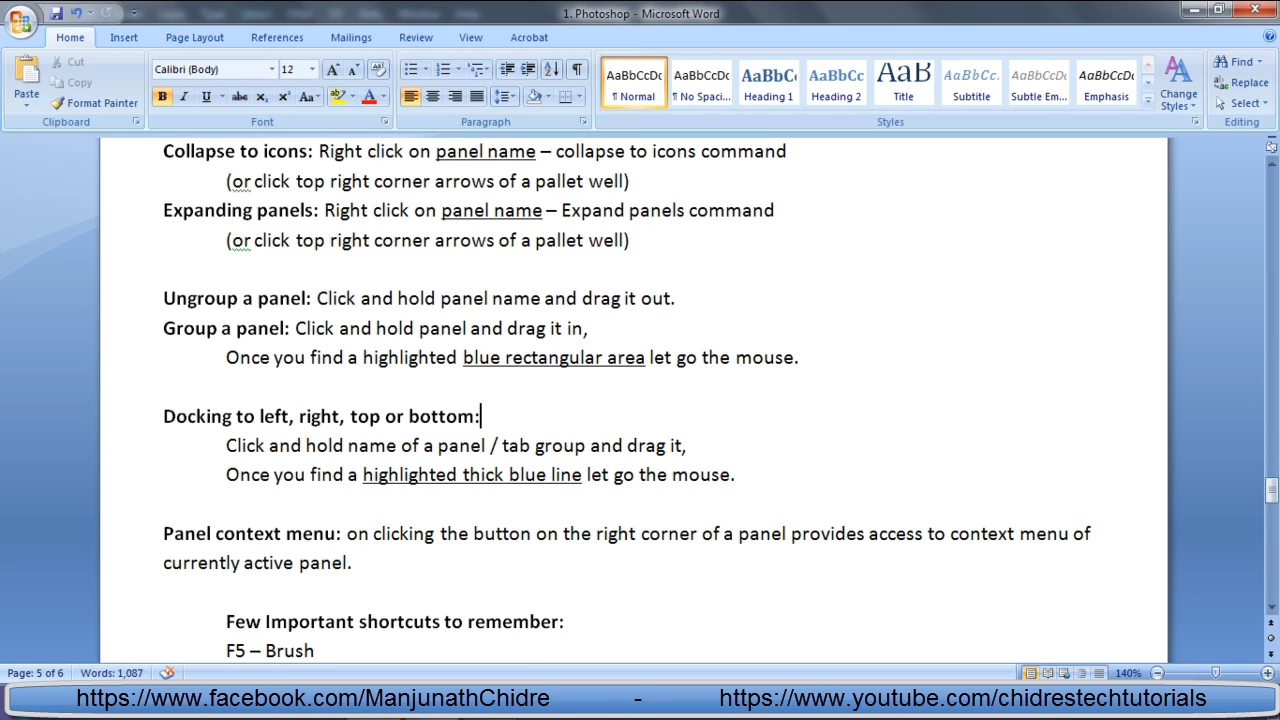 1. Photoshop - Microsoft Word
Home Insert Page Layout References Mailings Review View Acrobat
Paste Cut Copy Format Painter Clipboard
Calibri (Body) 12 B I U abc x₂ x² Aa A A A ab A Font
Paragraph
AaBbCcDc AaBbCcDc AaBbC AaBbCc AaB AaBbCc. AaBbCcDc AaBbCcDc
¶ Normal ¶ No Spaci... Heading 1 Heading 2 Title Subtitle Subtle Em... Emphasis
Change Styles Styles
Find Replace Select Editing
Collapse to icons: Right click on panel name – collapse to icons command
(or click top right corner arrows of a pallet well)
Expanding panels: Right click on panel name – Expand panels command
(or click top right corner arrows of a pallet well)
Ungroup a panel: Click and hold panel name and drag it out.
Group a panel: Click and hold panel and drag it in,
Once you find a highlighted blue rectangular area let go the mouse.
Docking to left, right, top or bottom:
Click and hold name of a panel / tab group and drag it,
Once you find a highlighted thick blue line let go the mouse.
Panel context menu: on clicking the button on the right corner of a panel provides access to context menu of
currently active panel.
Few Important shortcuts to remember:
F5 – Brush
Page: 5 of 6 Words: 1,087 140%
https://www.facebook.com/ManjunathChidre - https://www.youtube.com/chidrestechtutorials